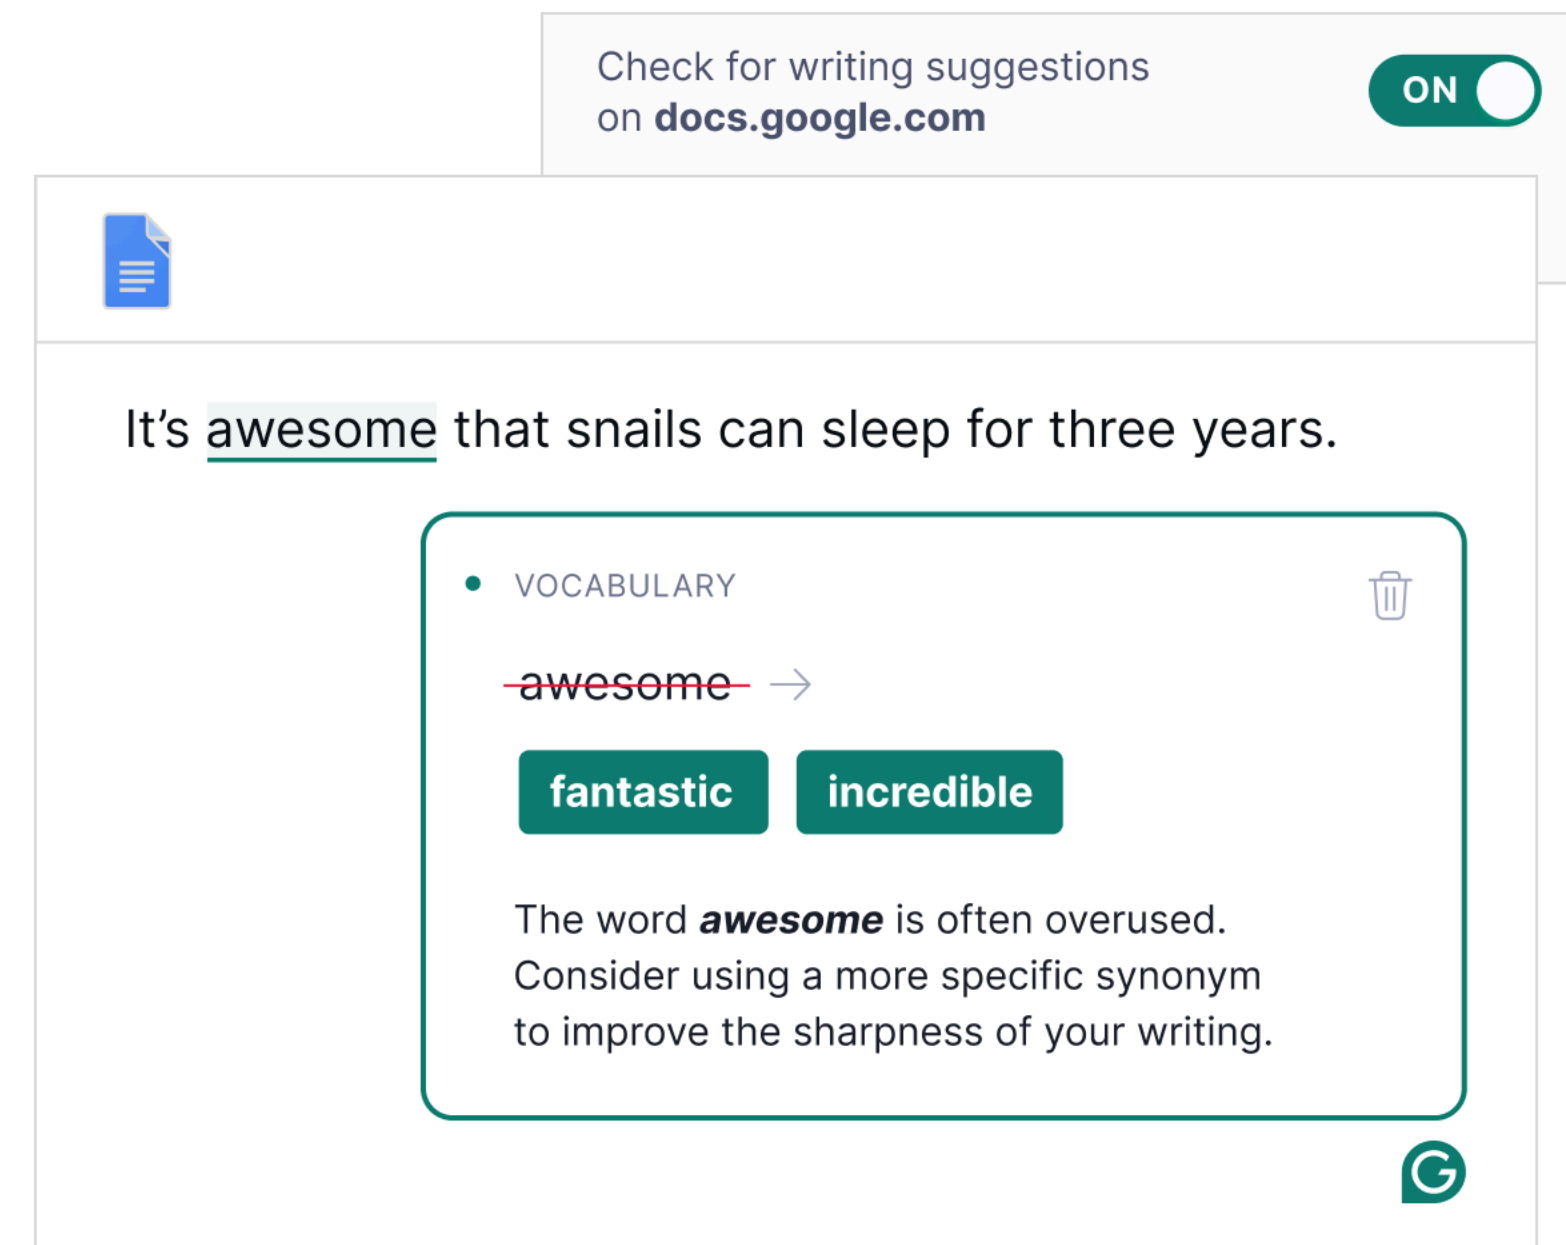 Check for writing suggestions
on docs.google.com
ON
It’s awesome that snails can sleep for three years.
VOCABULARY
awesome
fantastic incredible
The word awesome is often overused.
Consider using a more specific synonym
to improve the sharpness of your writing.
G